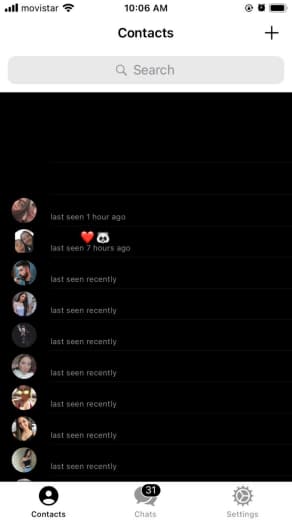 movistar 10:06 AM
Contacts
Search
last seen 1 hour ago
❤️🐼
last seen 7 hours ago
last seen recently
last seen recently
last seen recently
last seen recently
last seen recently
last seen recently
last seen recently
31
Contacts Chats Settings